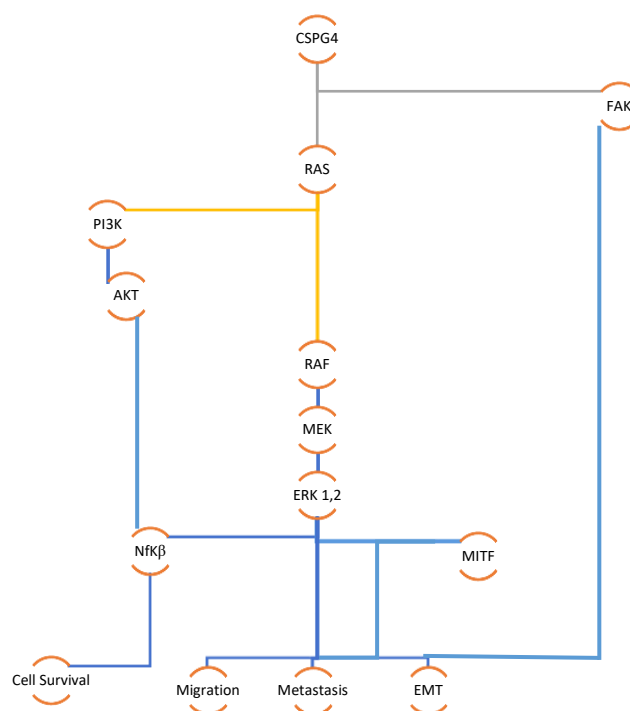 CSPG4
FAK
RAS
PI3K
AKT
RAF
MEK
ERK 1,2
NfKβ
MITF
Cell Survival
Migration
Metastasis
EMT